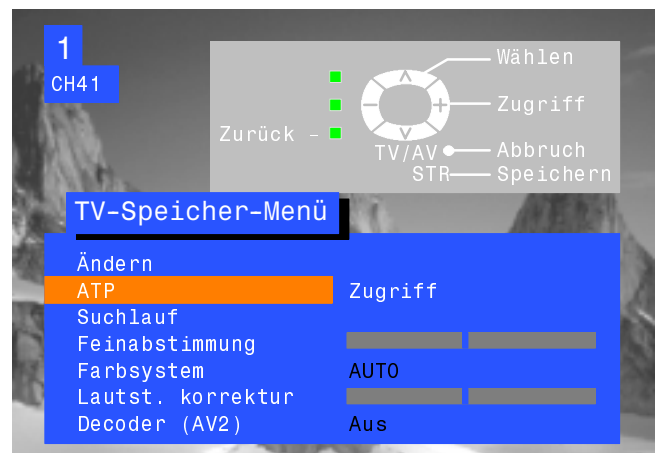 1
CH41
Wählen
Zugriff
Zurück –
TV/AV Abbruch
STR Speichern
TV-Speicher-Menü
Ändern
ATP Zugriff
Suchlauf
Feinabstimmung
Farbsystem AUTO
Lautst. korrektur
Decoder (AV2) Aus